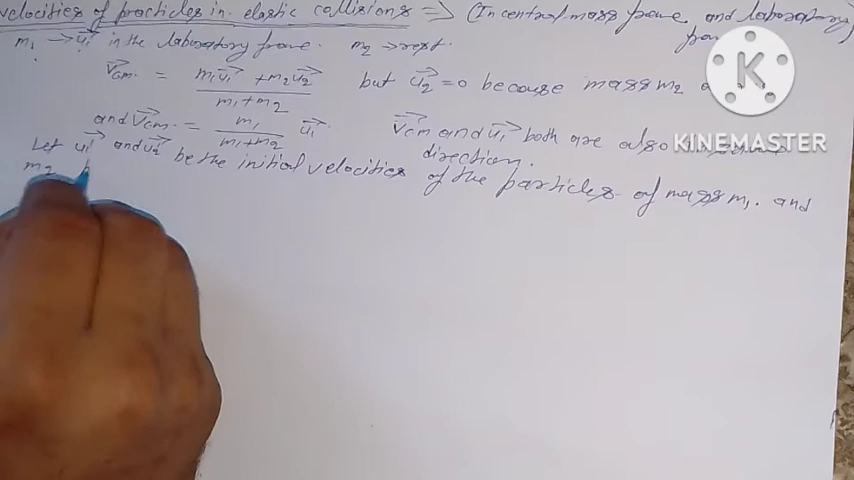 velocities of particles in elastic collisions => (In central mass frame and laboratory
frame)
m1 → u1 in the laboratory frame. m2 → rest.
Vcm = m1u1 + m2u2 / m1 + m2 but u2 = 0 because mass m2
and Vcm = m1 / m1 + m2 u1 Vcm and u1 both are also
direction.
Let u1' and u2' be the initial velocities of the particles of mass m1. and
m2
K
KINEMASTER